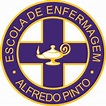 ESCOLA DE ENFERMAGEM
ALFREDO PINTO